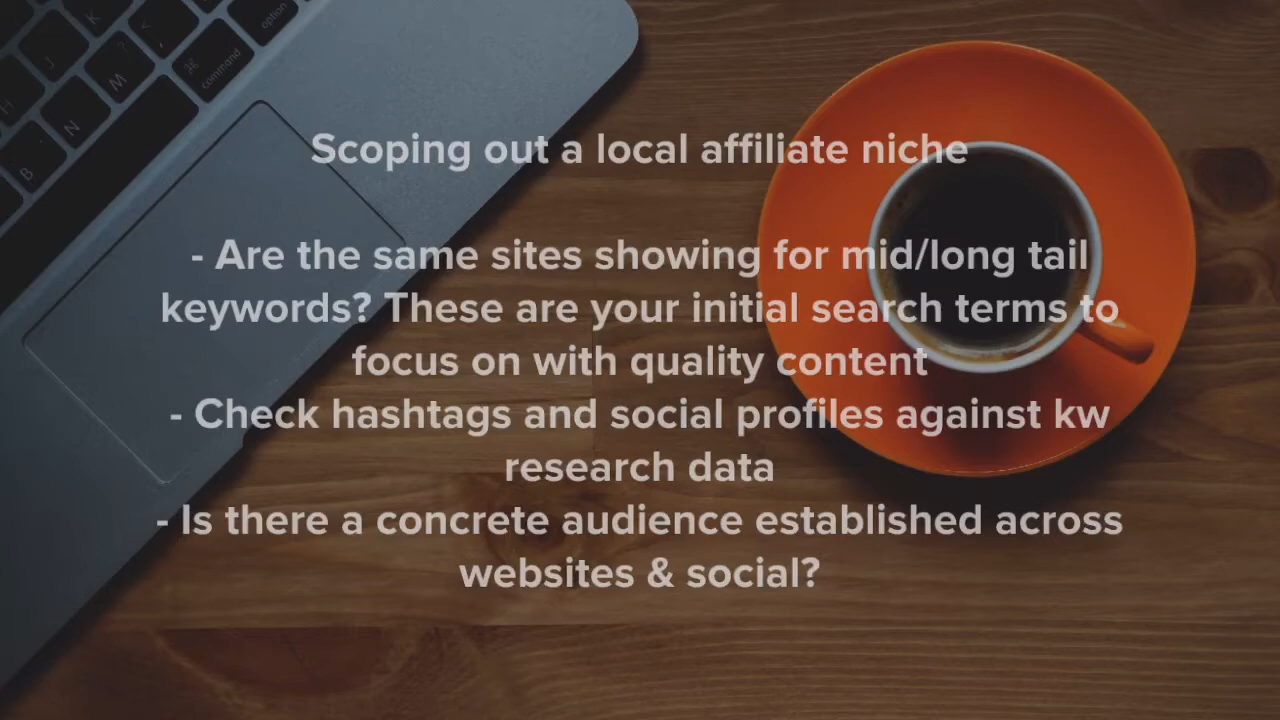 Scoping out a local affiliate niche
- Are the same sites showing for mid/long tail
keywords? These are your initial search terms to
focus on with quality content
- Check hashtags and social profiles against kw
research data
- Is there a concrete audience established across
websites & social?
K
J
M
N
H
B
<
?
⌘
command
option